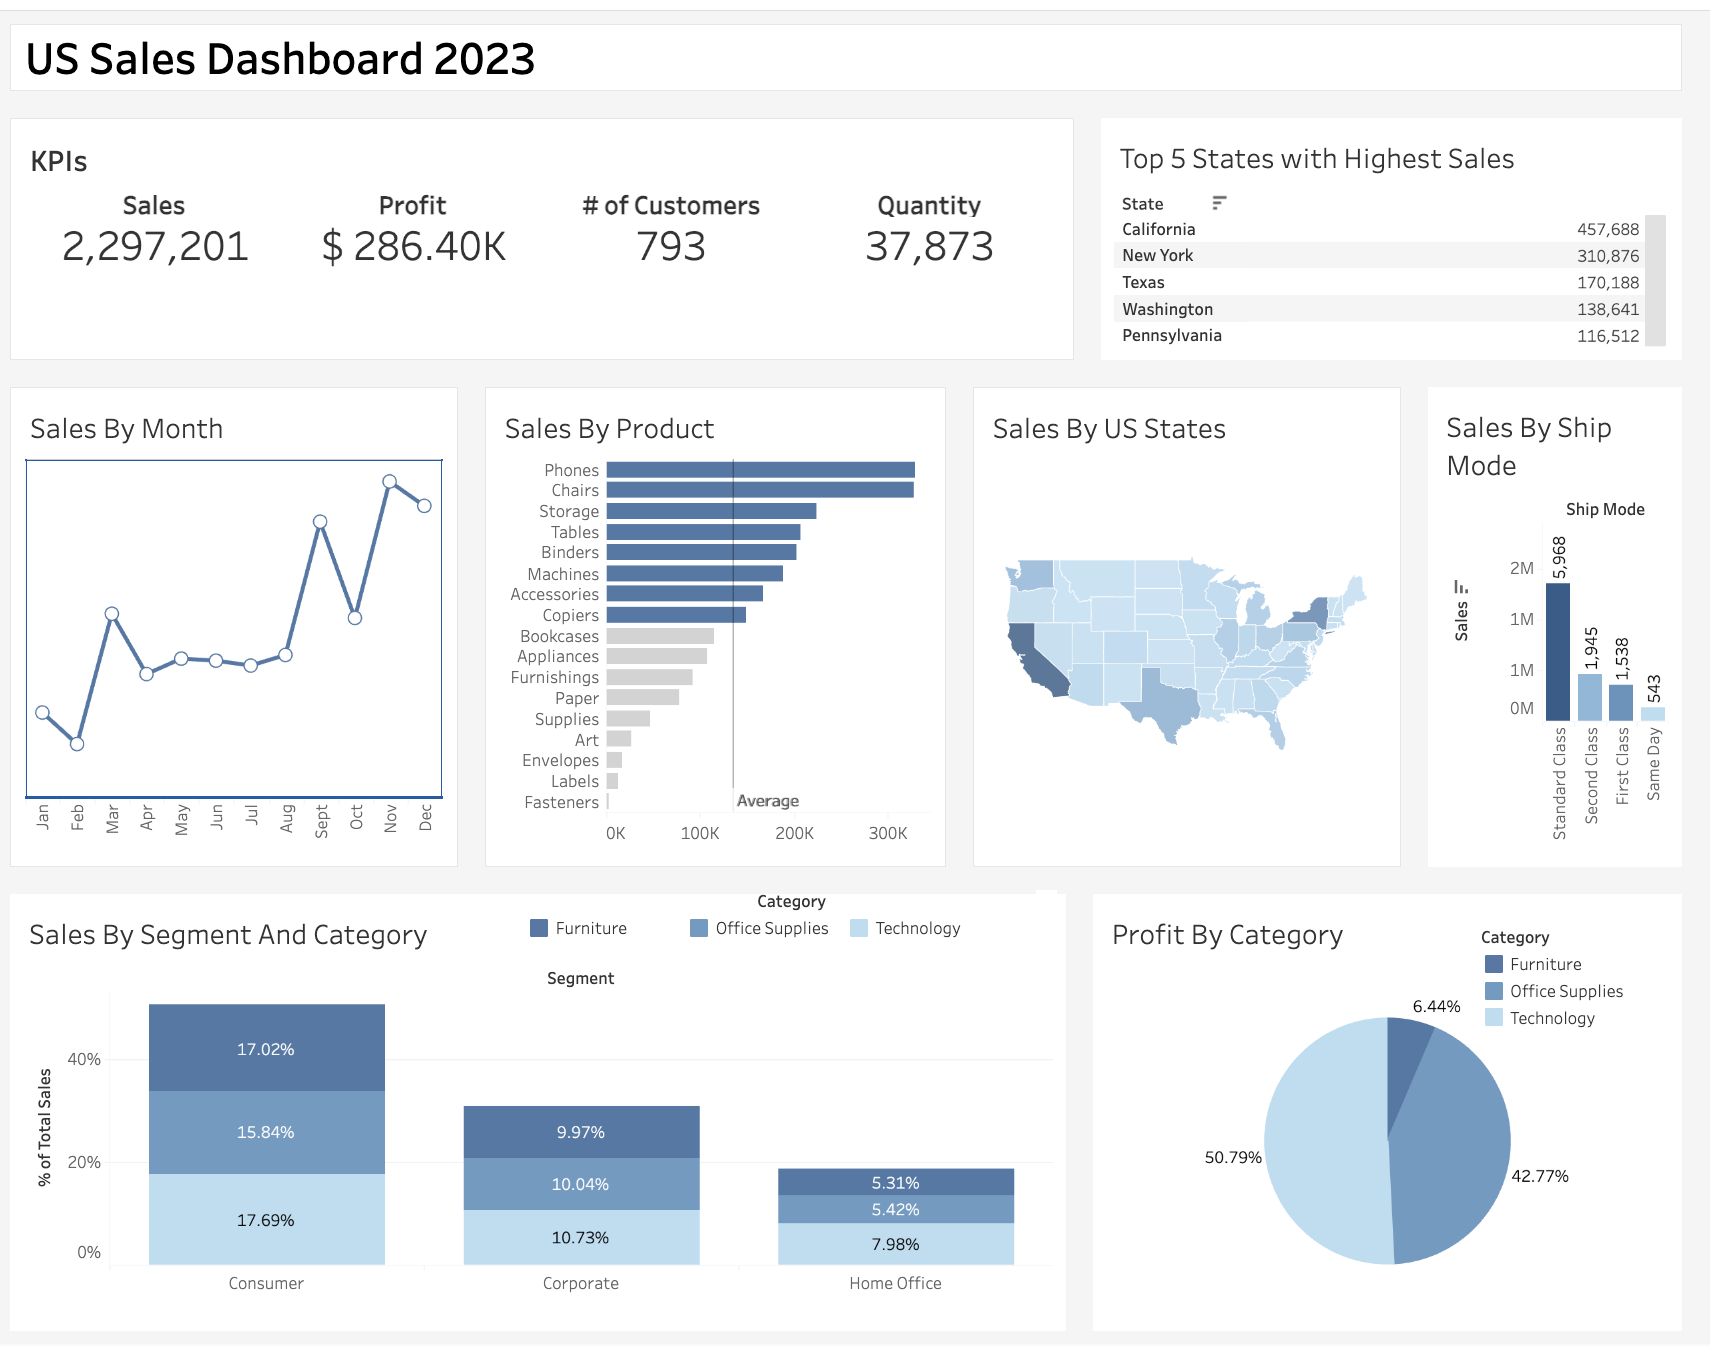 US Sales Dashboard 2023
KPIs
Sales
Profit
# of Customers
Quantity
2,297,201
$ 286.40K
793
37,873
Top 5 States with Highest Sales
State
California 457,688
New York 310,876
Texas 170,188
Washington 138,641
Pennsylvania 116,512
Sales By Month
Jan
Feb
Mar
Apr
May
Jun
Jul
Aug
Sept
Oct
Nov
Dec
Sales By Product
Phones
Chairs
Storage
Tables
Binders
Machines
Accessories
Copiers
Bookcases
Appliances
Furnishings
Paper
Supplies
Art
Envelopes
Labels
Fasteners
Average
0K
100K
200K
300K
Sales By US States
Sales By Ship
Mode
Ship Mode
Sales
2M
1M
1M
0M
5,968
1,945
1,538
543
Standard Class
Second Class
First Class
Same Day
Sales By Segment And Category
Category
Furniture
Office Supplies
Technology
Segment
% of Total Sales
40%
20%
0%
17.02%
15.84%
17.69%
9.97%
10.04%
10.73%
5.31%
5.42%
7.98%
Consumer
Corporate
Home Office
Profit By Category
Category
Furniture
Office Supplies
Technology
6.44%
50.79%
42.77%